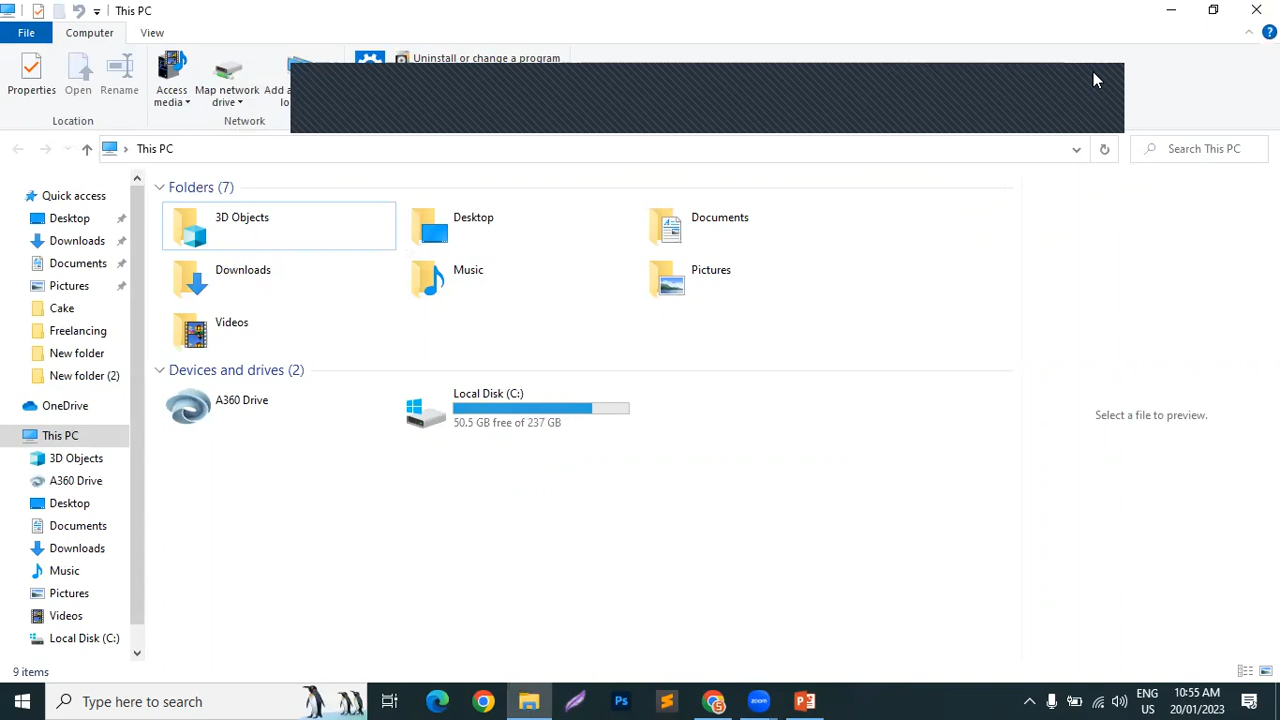 This PC
File
Computer
View
Uninstall or change a program
Properties
Open
Rename
Access media
Map network drive
Add a
lo
Location
Network
This PC
Search This PC
Quick access
Desktop
Downloads
Documents
Pictures
Cake
Freelancing
New folder
New folder (2)
OneDrive
This PC
3D Objects
A360 Drive
Desktop
Documents
Downloads
Music
Pictures
Videos
Local Disk (C:)
Folders (7)
3D Objects
Desktop
Documents
Downloads
Music
Pictures
Videos
Devices and drives (2)
A360 Drive
Local Disk (C:)
50.5 GB free of 237 GB
Select a file to preview.
9 items
Type here to search
Ps
S
zoom
P
ENG
US
10:55 AM
20/01/2023